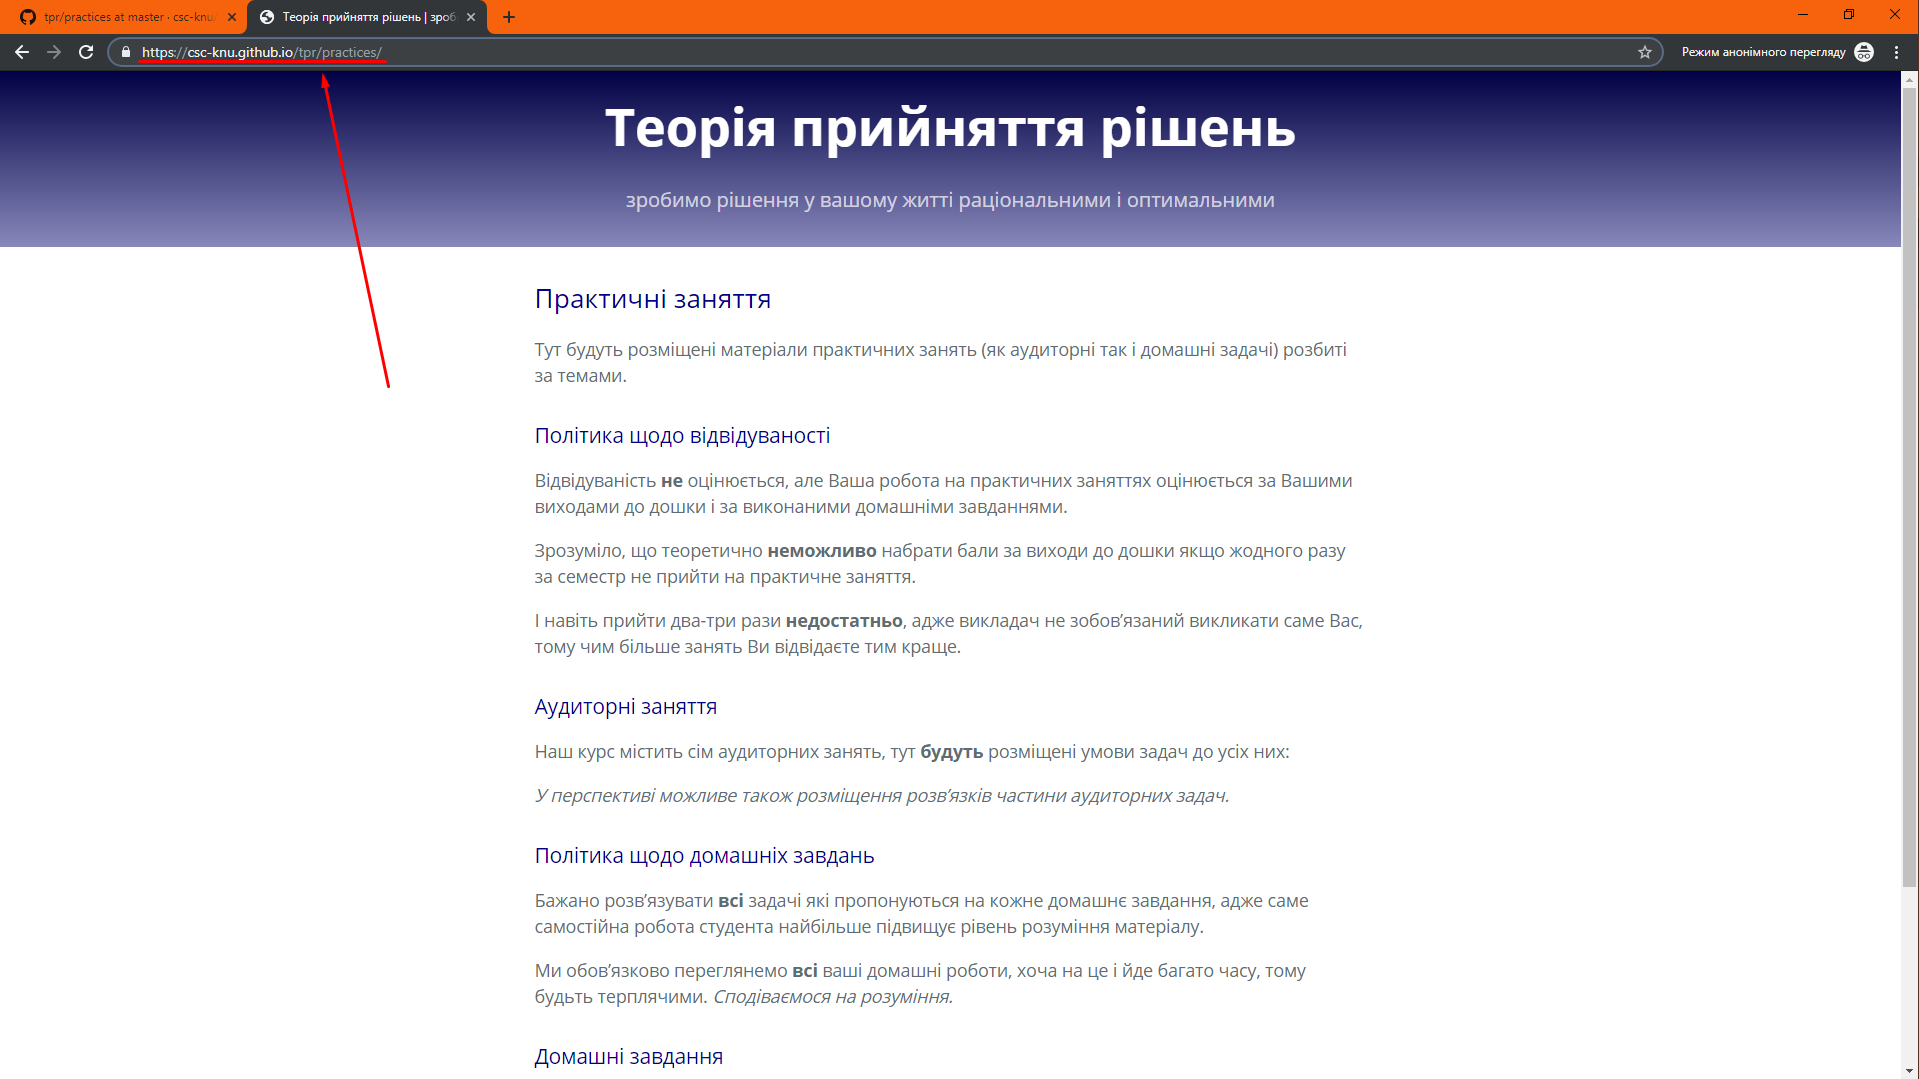 tpr/practices at master · csc-knu/
Теорія прийняття рішень | зроб
https://csc-knu.github.io/tpr/practices/
Режим анонімного перегляду
Теорія прийняття рішень
зробимо рішення у вашому житті раціональними і оптимальними
Практичні заняття
Тут будуть розміщені матеріали практичних занять (як аудиторні так і домашні задачі) розбиті
за темами.
Політика щодо відвідуваності
Відвідуваність не оцінюється, але Ваша робота на практичних заняттях оцінюється за Вашими
виходами до дошки і за виконаними домашніми завданнями.
Зрозуміло, що теоретично неможливо набрати бали за виходи до дошки якщо жодного разу
за семестр не прийти на практичне заняття.
І навіть прийти два-три рази недостатньо, адже викладач не зобов’язаний викликати саме Вас,
тому чим більше занять Ви відвідаєте тим краще.
Аудиторні заняття
Наш курс містить сім аудиторних занять, тут будуть розміщені умови задач до усіх них:
У перспективі можливе також розміщення розв’язків частини аудиторних задач.
Політика щодо домашніх завдань
Бажано розв’язувати всі задачі які пропонуються на кожне домашнє завдання, адже саме
самостійна робота студента найбільше підвищує рівень розуміння матеріалу.
Ми обов’язково переглянемо всі ваші домашні роботи, хоча на це і йде багато часу, тому
будьть терплячими. Сподіваємося на розуміння.
Домашні завдання